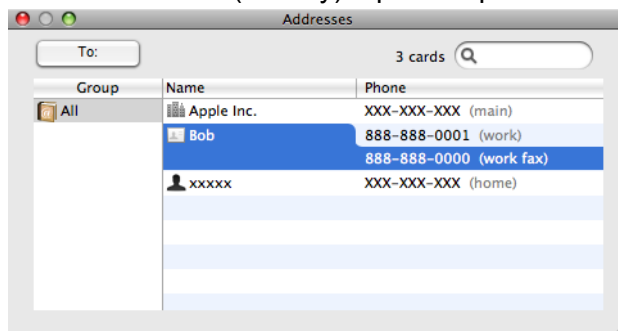 Addresses
To: 3 cards
Group Name Phone
All Apple Inc. XXX-XXX-XXX (main)
Bob 888-888-0001 (work)
888-888-0000 (work fax)
xxxxx XXX-XXX-XXX (home)